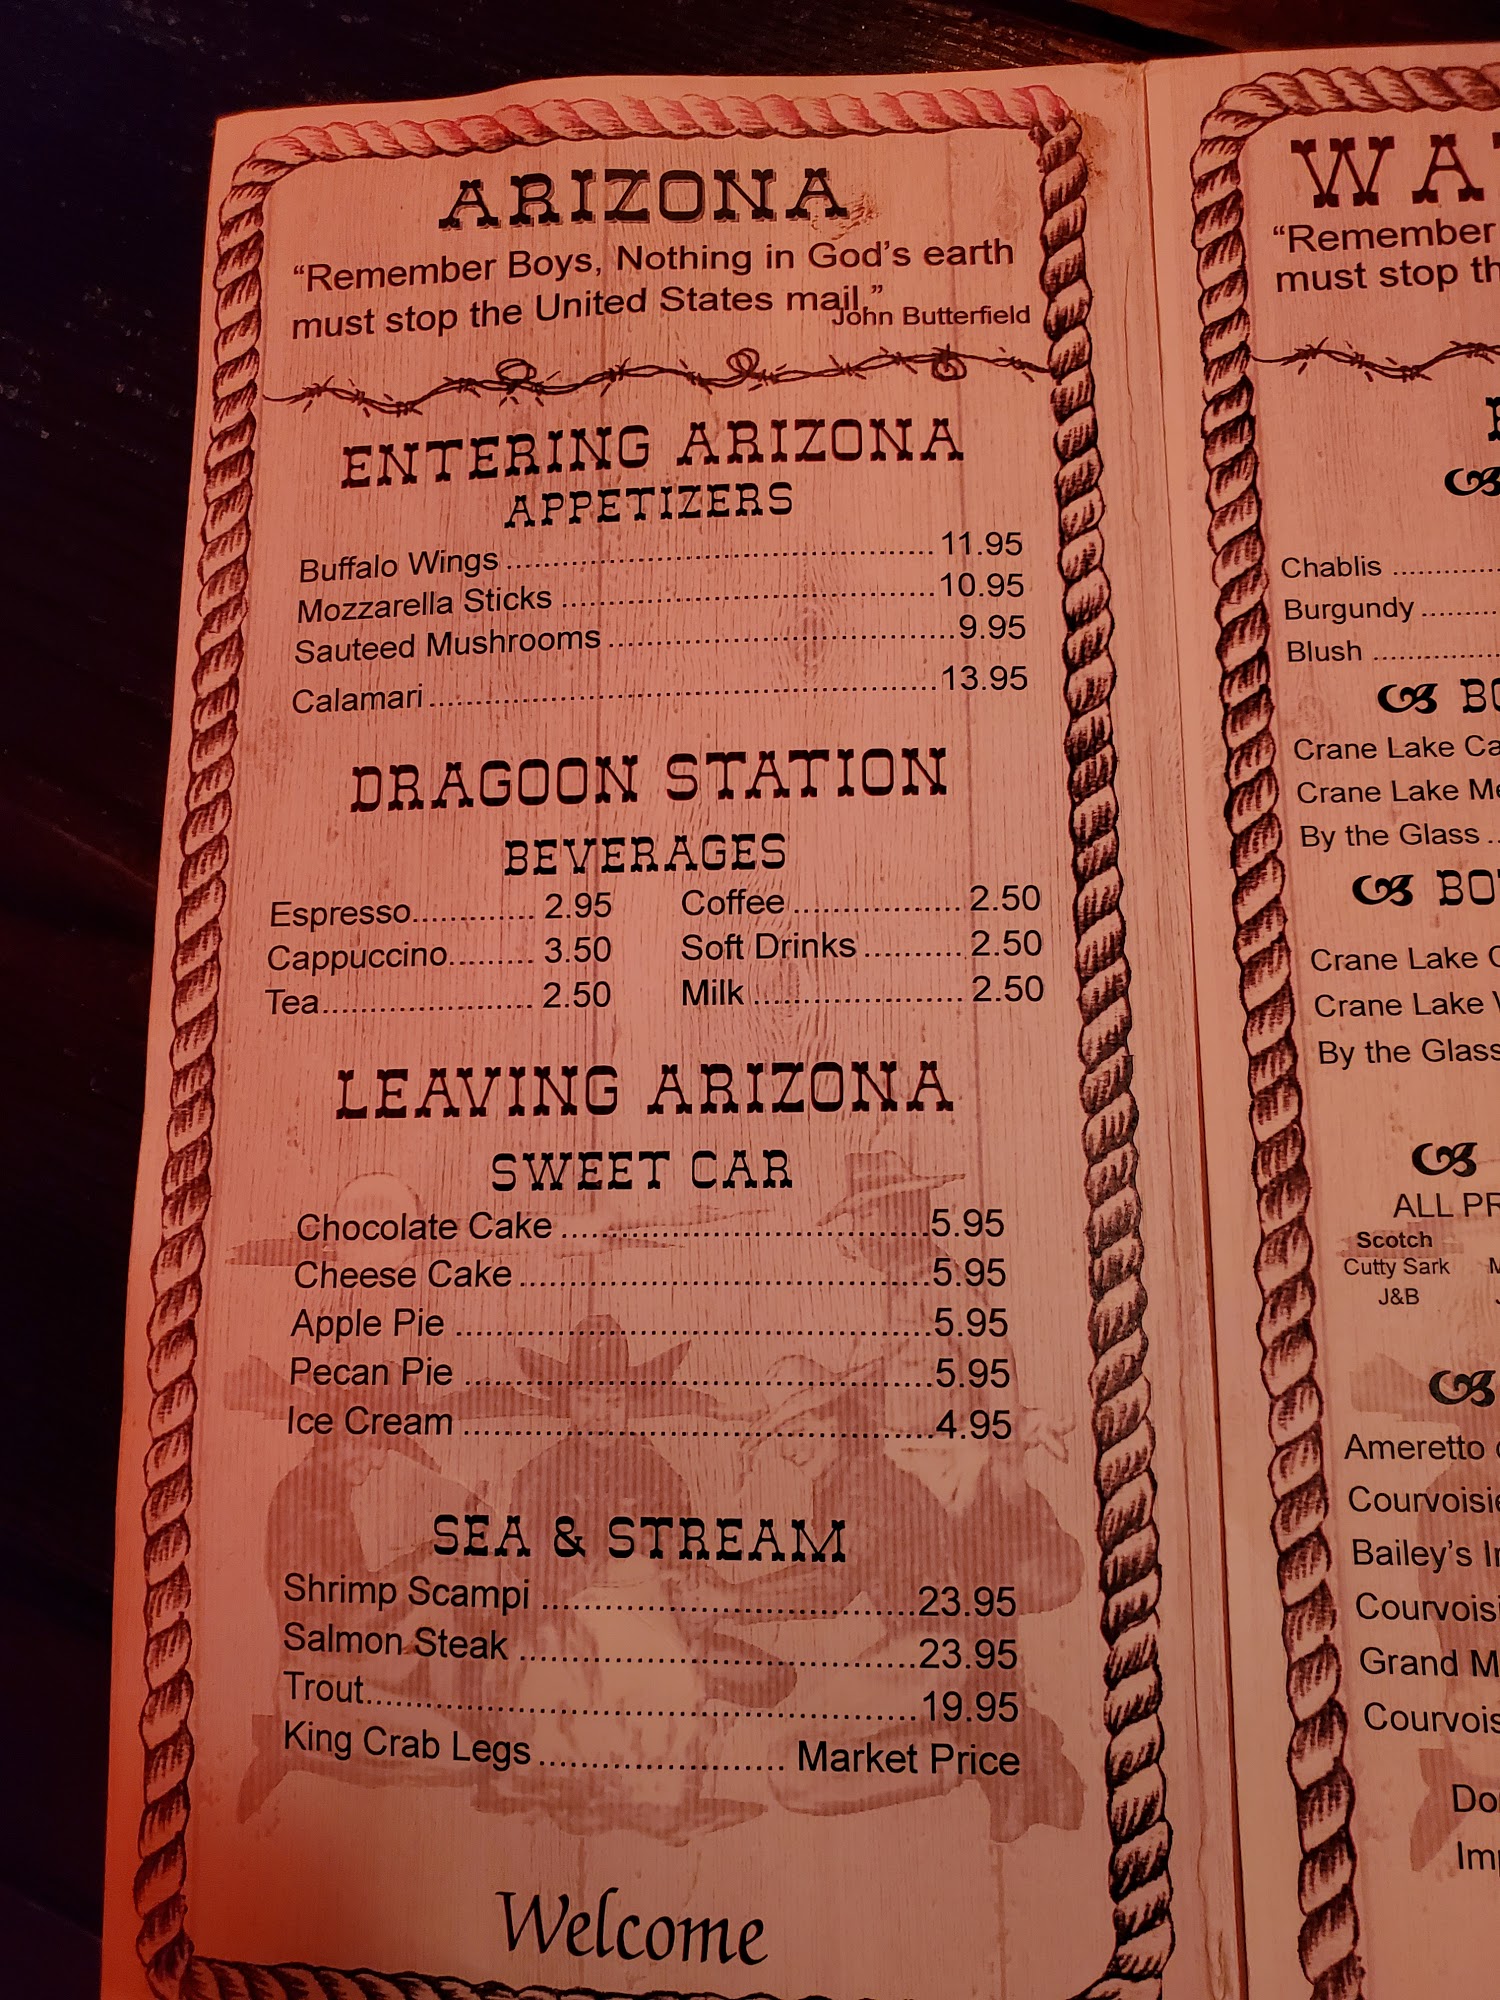 ARIZONA
“Remember Boys, Nothing in God’s earth
must stop the United States mail,”
John Butterfield
ENTERING ARIZONA
APPETIZERS
Buffalo Wings 11.95
Mozzarella Sticks 10.95
Sauteed Mushrooms 9.95
Calamari 13.95
DRAGOON STATION
BEVERAGES
Espresso 2.95
Cappuccino 3.50
Tea 2.50
Coffee 2.50
Soft Drinks 2.50
Milk 2.50
LEAVING ARIZONA
SWEET CAR
Chocolate Cake 5.95
Cheese Cake 5.95
Apple Pie 5.95
Pecan Pie 5.95
Ice Cream 4.95
SEA & STREAM
Shrimp Scampi 23.95
Salmon Steak 23.95
Trout 19.95
King Crab Legs Market Price
Welcome
“Remember
must stop
Chablis
Burgundy
Blush
Crane Lake
Crane Lake
By the Glass
Crane Lake
Crane Lake
By the Glass
ALL
Scotch
Cutty Sark
J&B
Ameretto
Bailey’s
Grand